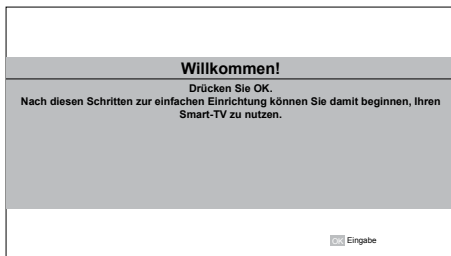 Willkommen!
Drücken Sie OK.
Nach diesen Schritten zur einfachen Einrichtung können Sie damit beginnen, Ihren
Smart-TV zu nutzen.
OK Eingabe